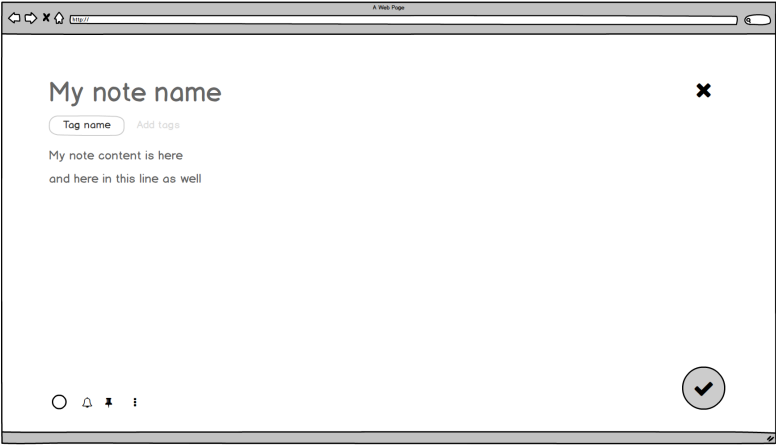 A Web Page
http://
My note name
Tag name Add tags
My note content is here
and here in this line as well